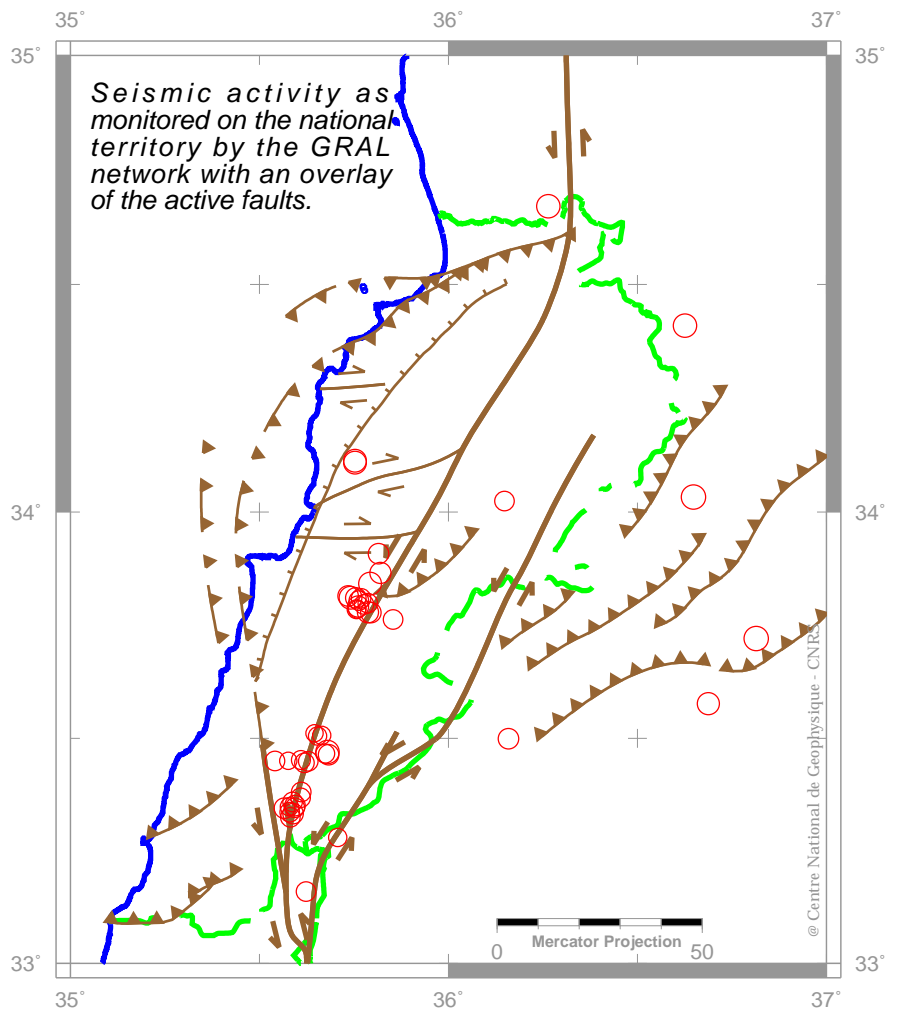 35°
36°
37°
35°
35°
Seismic activity as
monitored on the national
territory by the GRAL
network with an overlay
of the active faults.
34°
34°
@ Centre National de Geophysique - CNRS
Mercator Projection
0
50
33°
33°
35°
36°
37°